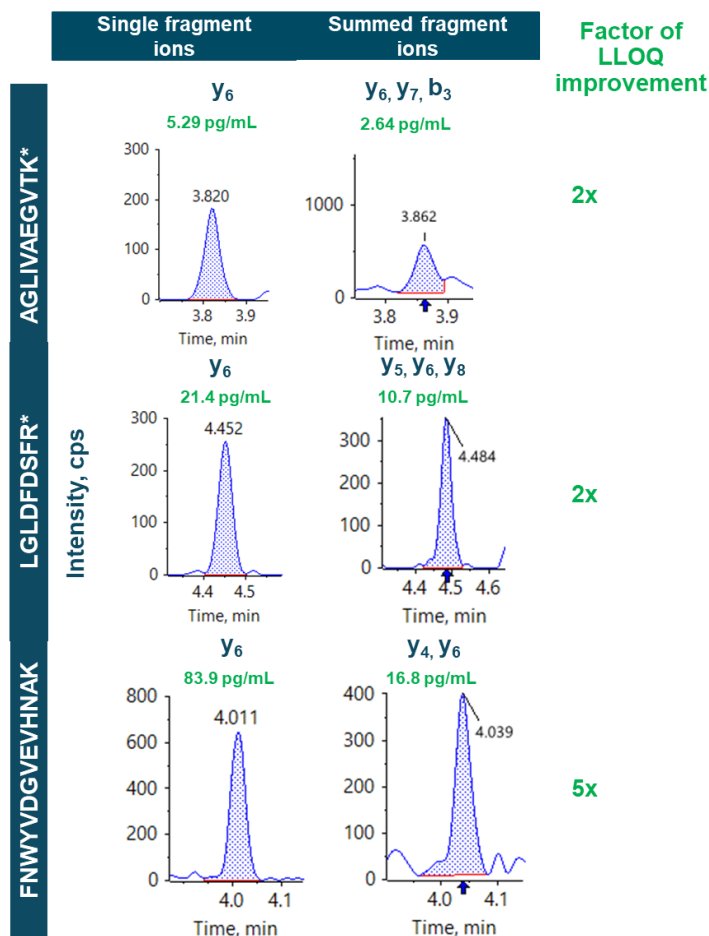 Single fragment
ions
Summed fragment
ions
Factor of
LLOQ
improvement
AGLIVAEGVTK*
y6
5.29 pg/mL
300
200
100
0
3.820
3.8
3.9
Time, min
y6, y7, b3
2.64 pg/mL
1000
0
3.862
3.8
3.9
Time, min
2x
LGLDFDSFR*
Intensity, cps
y6
21.4 pg/mL
300
200
100
0
4.452
4.4
4.5
Time, min
y5, y6, y8
10.7 pg/mL
300
200
100
0
4.484
4.4
4.5
4.6
Time, min
2x
FNWYVDGVEVHNAK
y6
83.9 pg/mL
800
600
400
200
0
4.011
4.0
4.1
Time, min
y4, y6
16.8 pg/mL
400
300
200
100
0
4.039
4.0
4.1
Time, min
5x